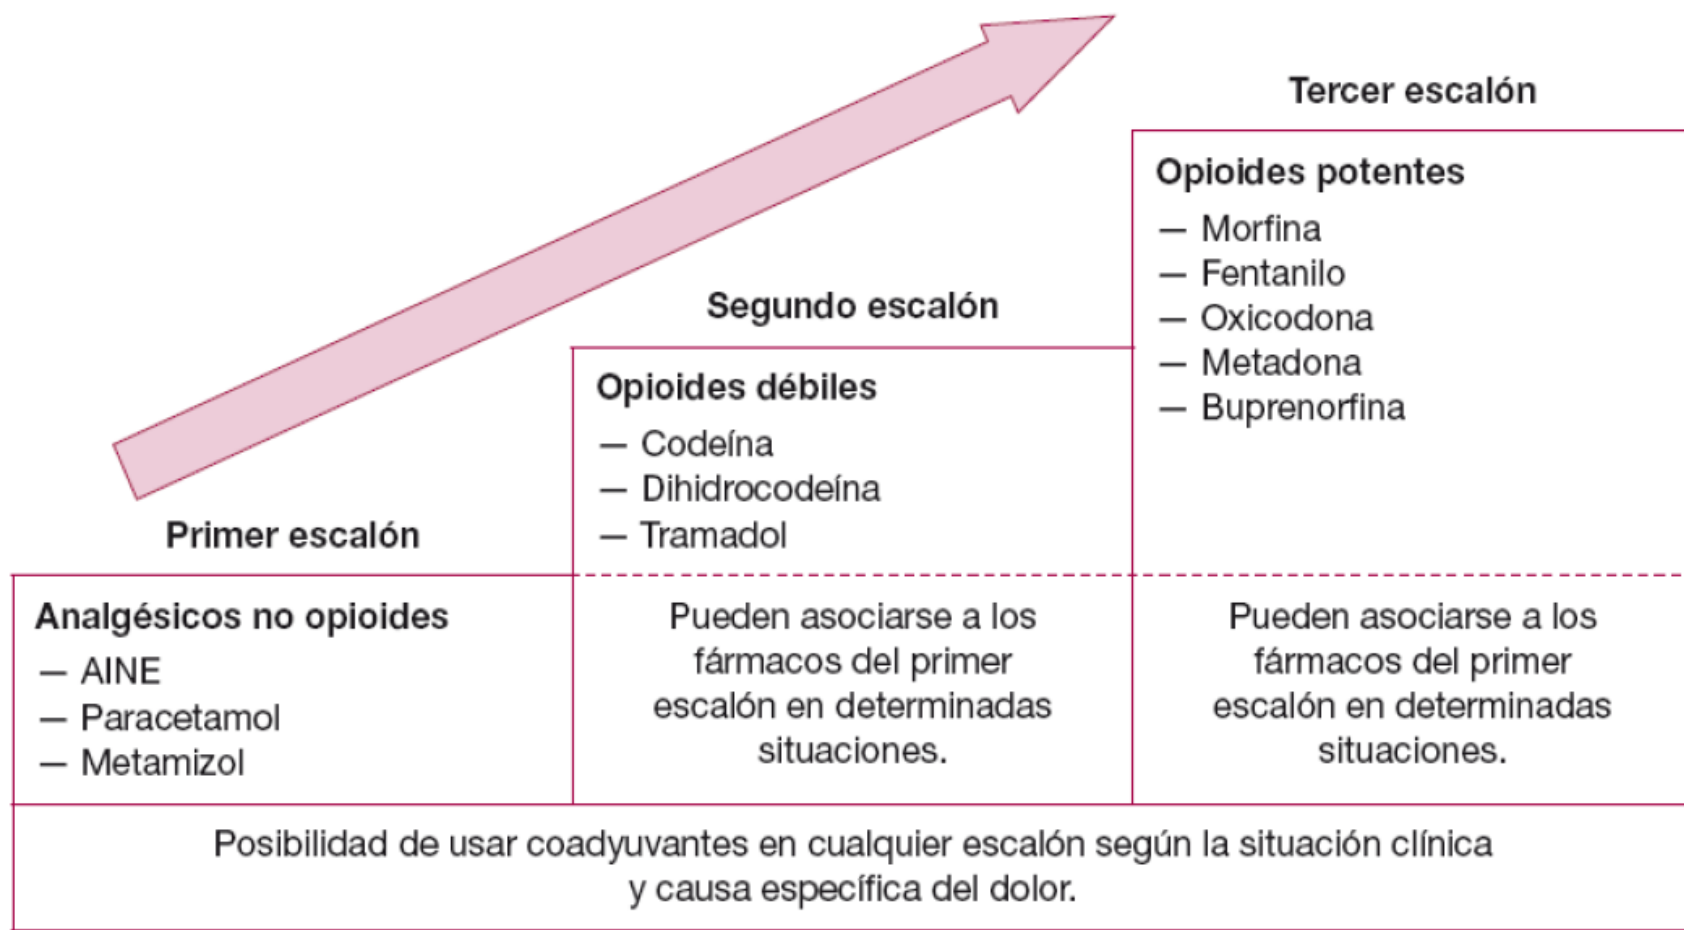 Tercer escalón
Opioides potentes
— Morfina
— Fentanilo
— Oxicodona
— Metadona
— Buprenorfina
Segundo escalón
Opioides débiles
— Codeína
— Dihidrocodeína
— Tramadol
Primer escalón
Analgésicos no opioides
— AINE
— Paracetamol
— Metamizol
Pueden asociarse a los
fármacos del primer
escalón en determinadas
situaciones.
Pueden asociarse a los
fármacos del primer
escalón en determinadas
situaciones.
Posibilidad de usar coadyuvantes en cualquier escalón según la situación clínica
y causa específica del dolor.